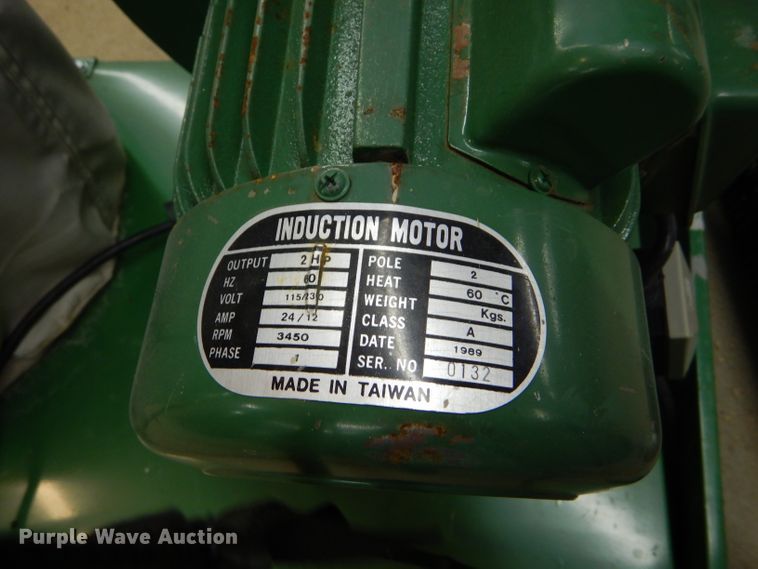 INDUCTION MOTOR
OUTPUT 2 HP
HZ 60
VOLT 115/230
AMP 24/12
RPM 3450
PHASE 1
POLE 2
HEAT 60 °C
WEIGHT Kgs.
CLASS A
DATE 1989
SER. NO 0132
MADE IN TAIWAN
Purple Wave Auction